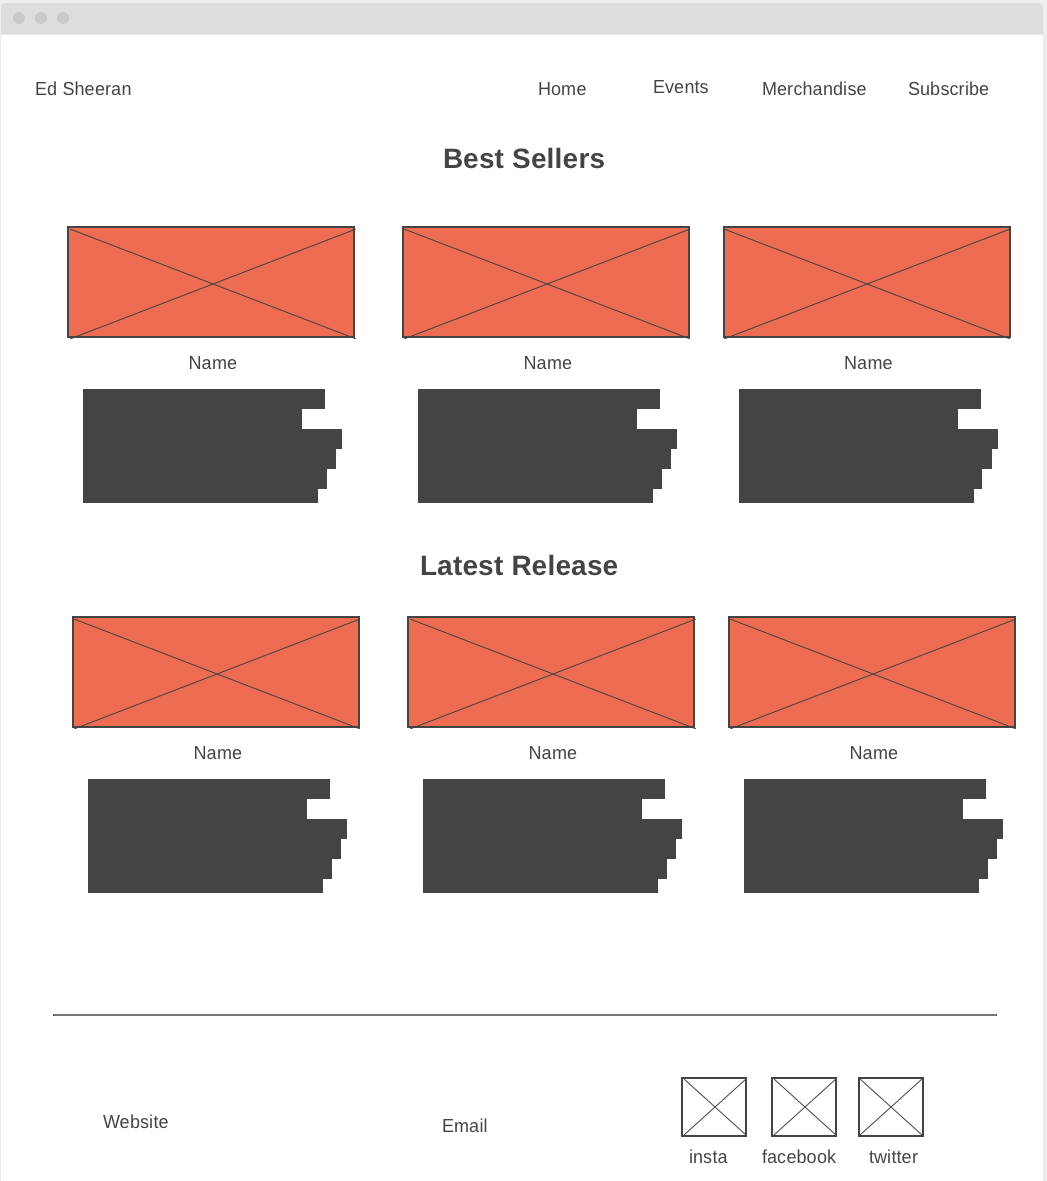 Ed Sheeran Home Events Merchandise Subscribe
Best Sellers
Name Name Name
Latest Release
Name Name Name
Website Email
insta facebook twitter